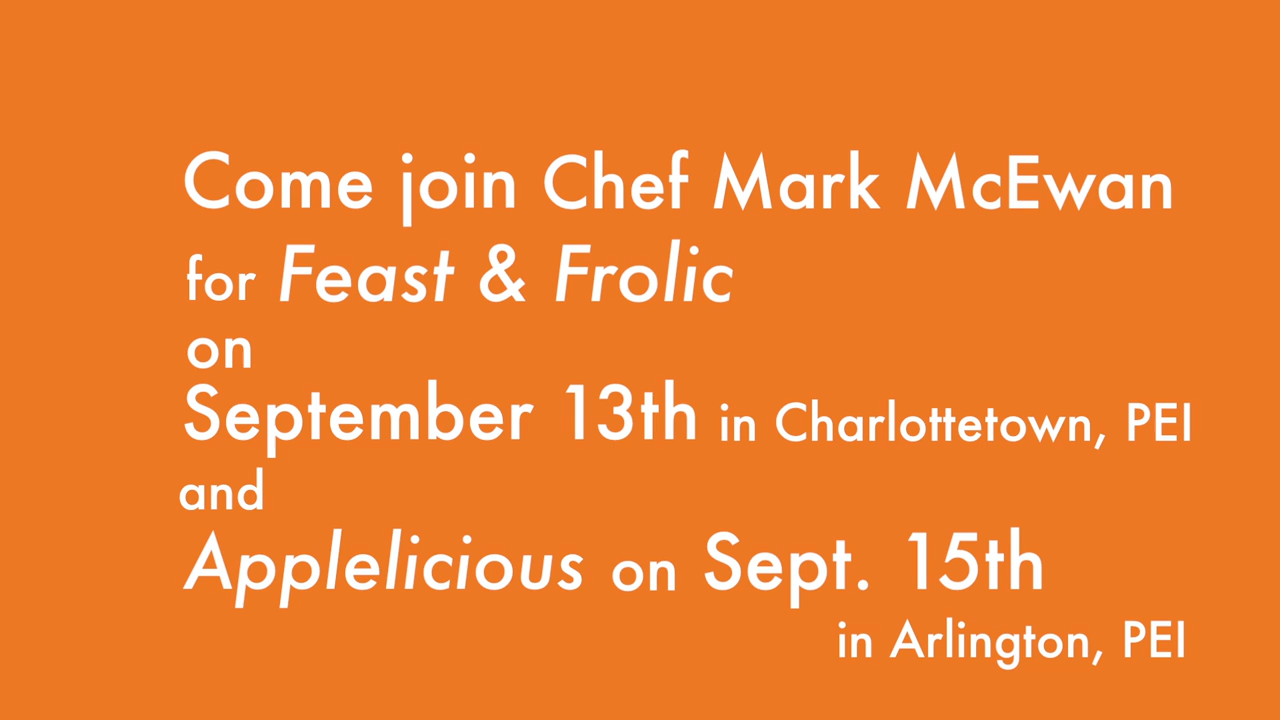 Come join Chef Mark McEwan
for Feast & Frolic
on
September 13th in Charlottetown, PEI
and
Applelicious on Sept. 15th
in Arlington, PEI